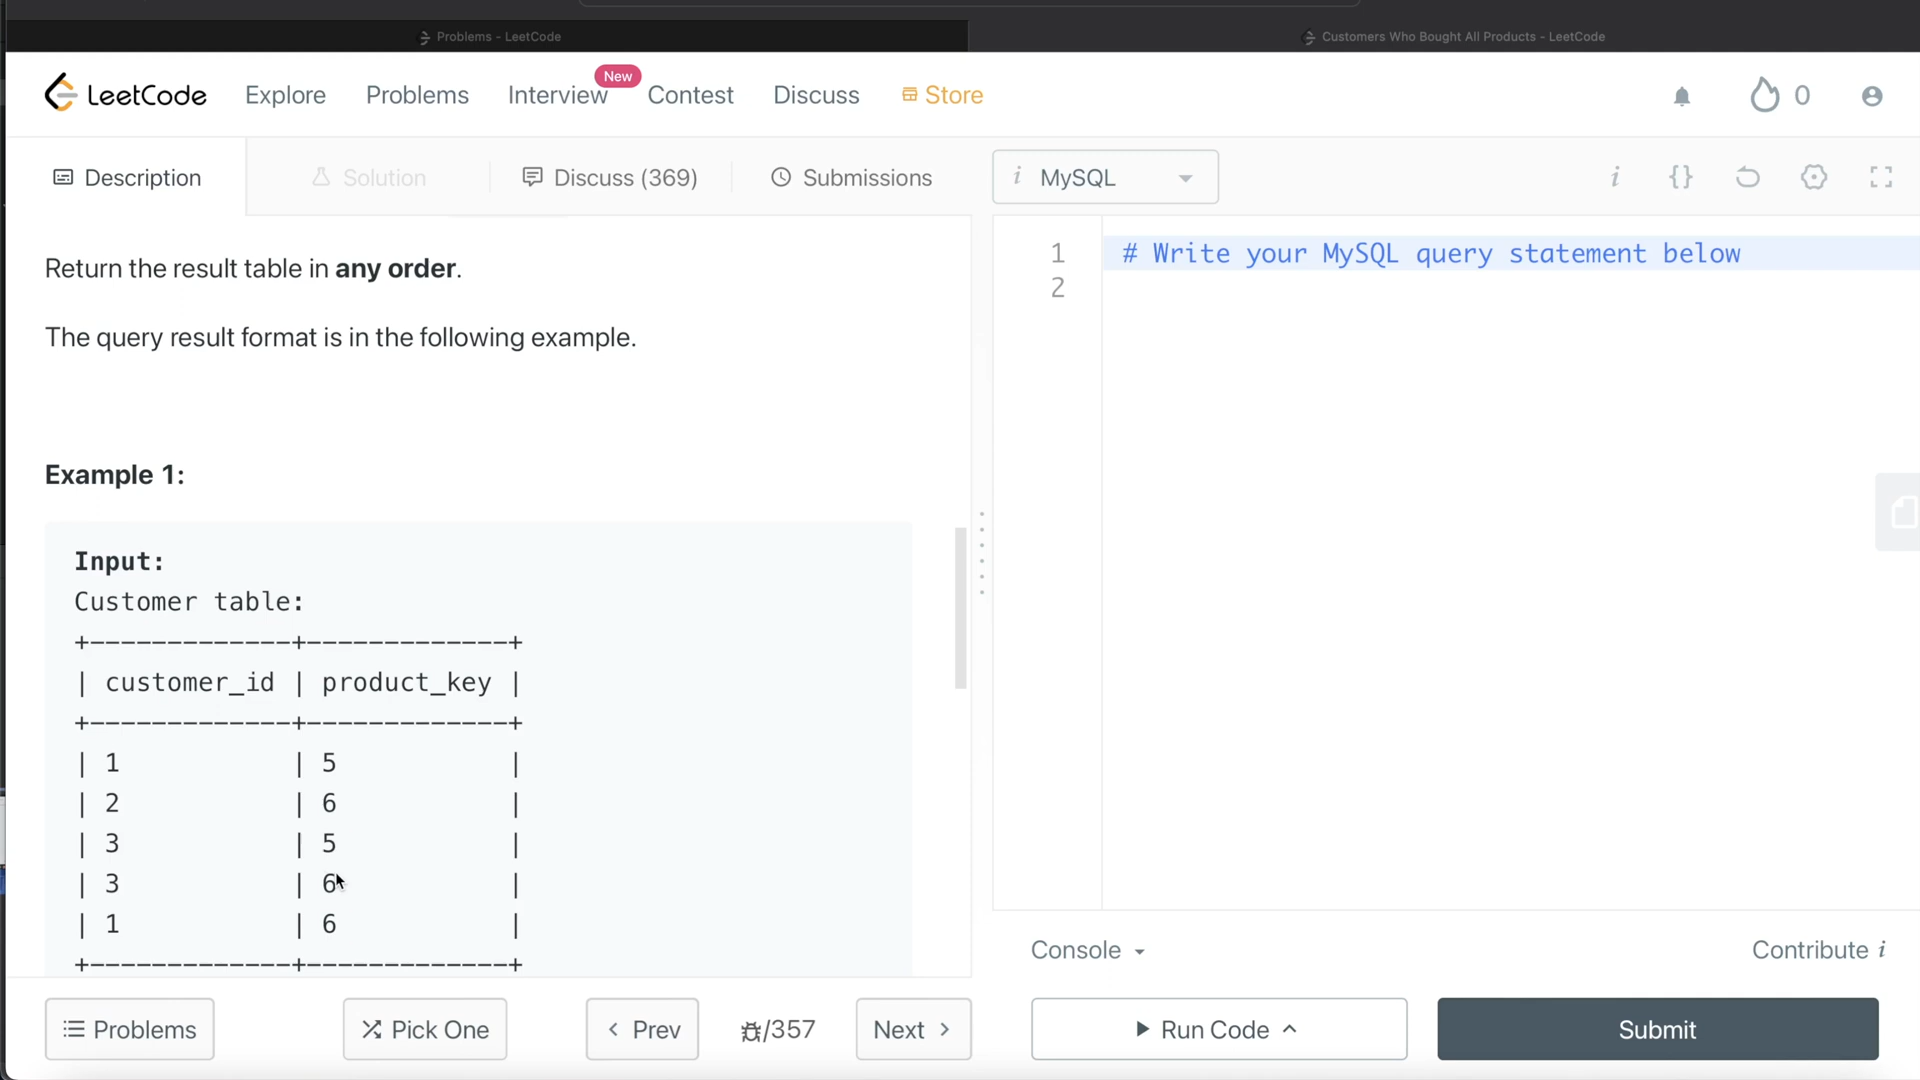 Problems - LeetCode
Customers Who Bought All Products - LeetCode
LeetCode Explore Problems Interview New Contest Discuss Store 0
Description Solution Discuss (369) Submissions
i MySQL i {}
Return the result table in any order.
The query result format is in the following example.
Example 1:
Input:
Customer table:
+-------------+-------------+
| customer_id | product_key |
+-------------+-------------+
| 1 | 5 |
| 2 | 6 |
| 3 | 5 |
| 3 | 6 |
| 1 | 6 |
+-------------+-------------+
1 # Write your MySQL query statement below
2
Console Contribute i
Problems Pick One < Prev /357 Next > Run Code Submit